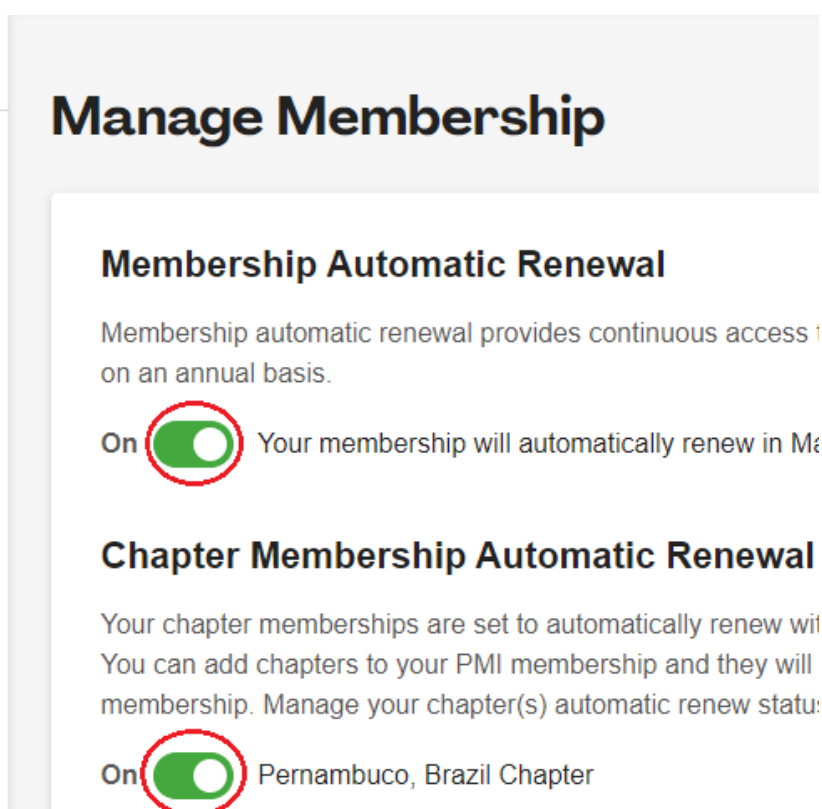 Manage Membership
Membership Automatic Renewal
Membership automatic renewal provides continuous access
on an annual basis.
On Your membership will automatically renew in
Chapter Membership Automatic Renewal
Your chapter memberships are set to automatically renew
You can add chapters to your PMI membership and they will
membership. Manage your chapter(s) automatic renew
On Pernambuco, Brazil Chapter